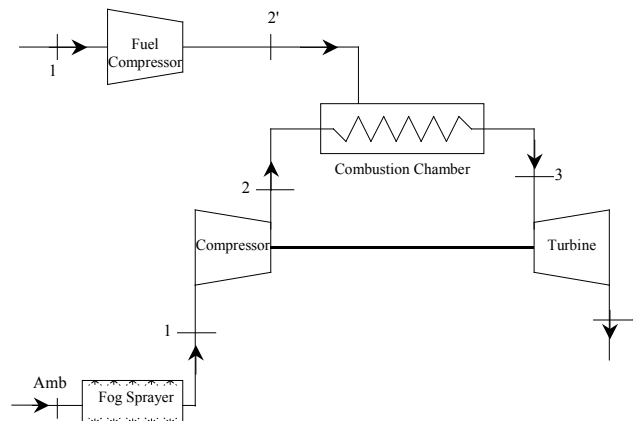 2'
Fuel
Compressor
1
Combustion Chamber
2
3
Compressor
Turbine
1
Amb
Fog Sprayer